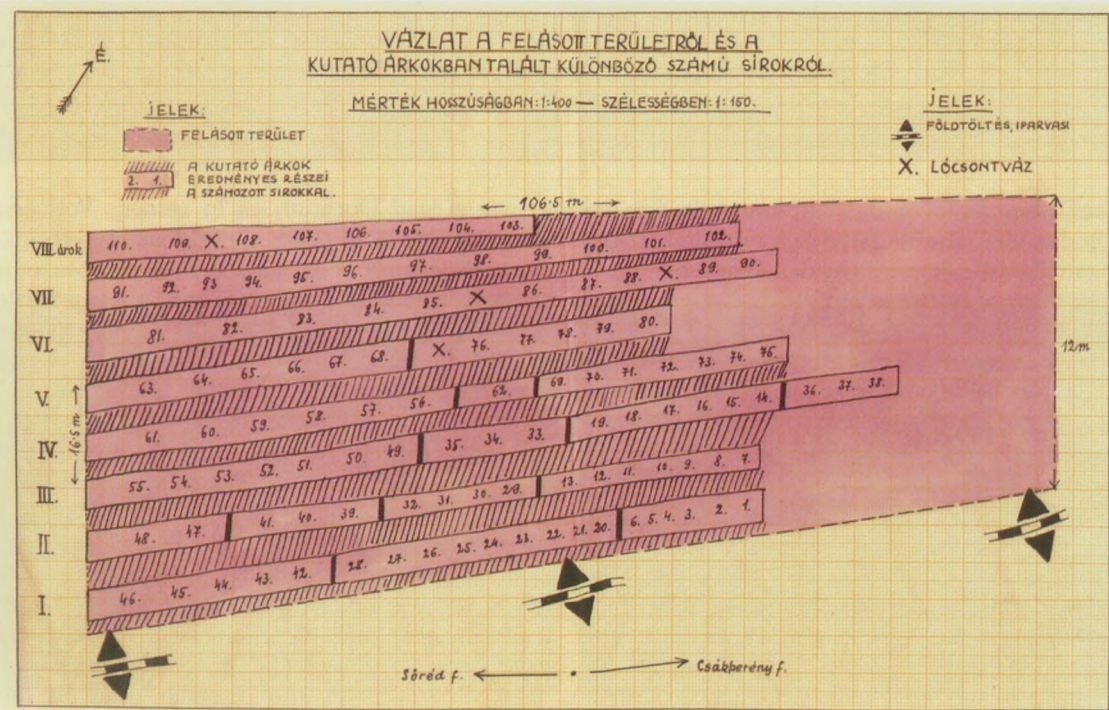 VÁZLAT A FELÁSOTT TERÜLETRŐL ÉS A
KUTATÓ ÁRKOKBAN TALÁLT KÜLÖNBÖZŐ SZÁMÚ SÍROKRÓL.
É.
MÉRTÉK HOSSZÚSÁGBAN: 1:400 — SZÉLESSÉGBEN: 1:150.
JELEK:
FELÁSOTT TERÜLET
2. 1.
A KUTATÓ ÁRKOK
EREDMÉNYES RÉSZEI
A SZÁMOZOTT SÍROKKAL.
JELEK:
FÖLDTÖLTÉS, IPARVASÚ
X. LÓCSONTVÁZ
106.5 m
VIII. árok 110. 109. X. 108. 107. 106. 105. 104. 103.
VII. 91. 92. 93 94. 95. 96. 97. 98. 99. 100. 101. 102.
VI. 81. 82. 83. 84. 85. X 86. 87. 88. X. 89. 90.
V. 63. 64. 65. 66. 67. 68. X. 76. 77. 78. 79. 80.
IV. 61. 60. 59. 58. 57. 56. 62. 69. 70. 71. 72. 73. 74. 75.
III. 55. 54. 53. 52. 51. 50. 49. 35. 34. 33. 19. 18. 17. 16. 15. 14. 36. 37. 38.
II. 48. 47. 41. 40. 39. 32. 31. 30. 29. 13. 12. 11. 10. 9. 8. 7.
I. 46. 45. 44. 43. 42. 28. 27. 26. 25. 24. 23. 22. 21. 20. 6. 5. 4. 3. 2. 1.
16.5 m
12 m
Söréd f.
Csákberény f.